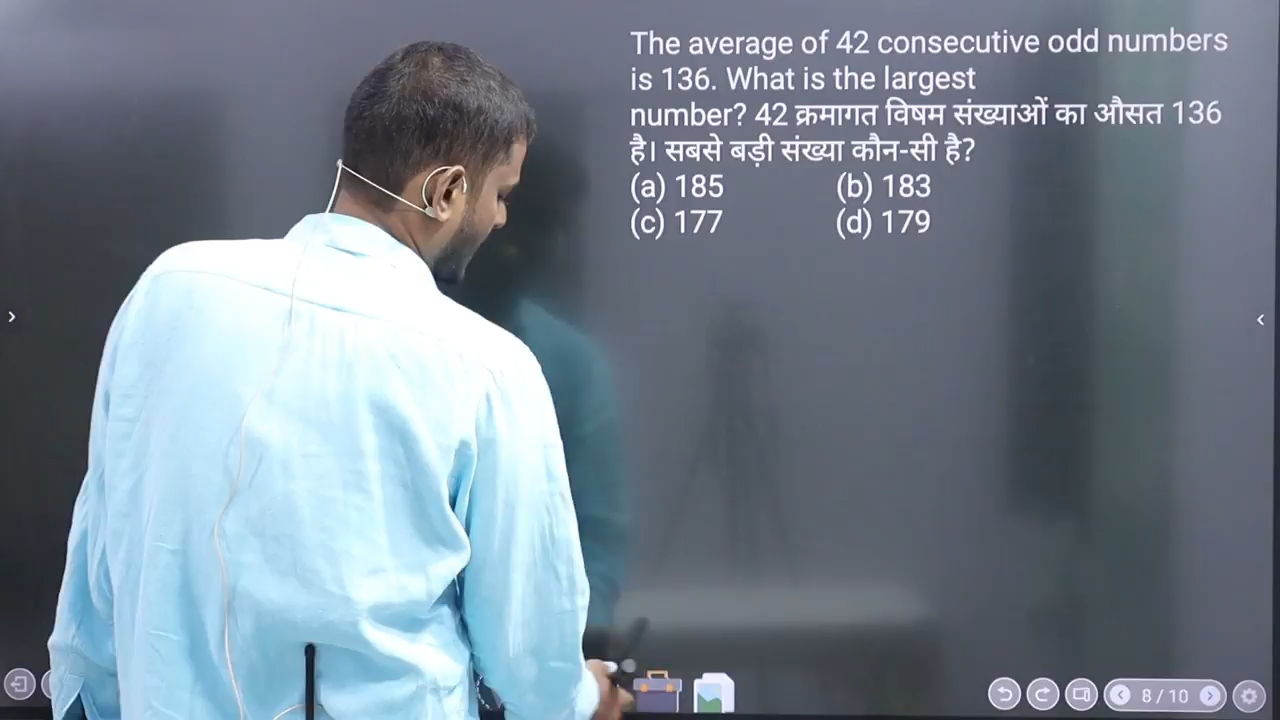 The average of 42 consecutive odd numbers
is 136. What is the largest
number? 42 क्रमागत विषम संख्याओं का औसत 136
है। सबसे बड़ी संख्या कौन-सी है?
(a) 185 (b) 183
(c) 177 (d) 179
8 / 10